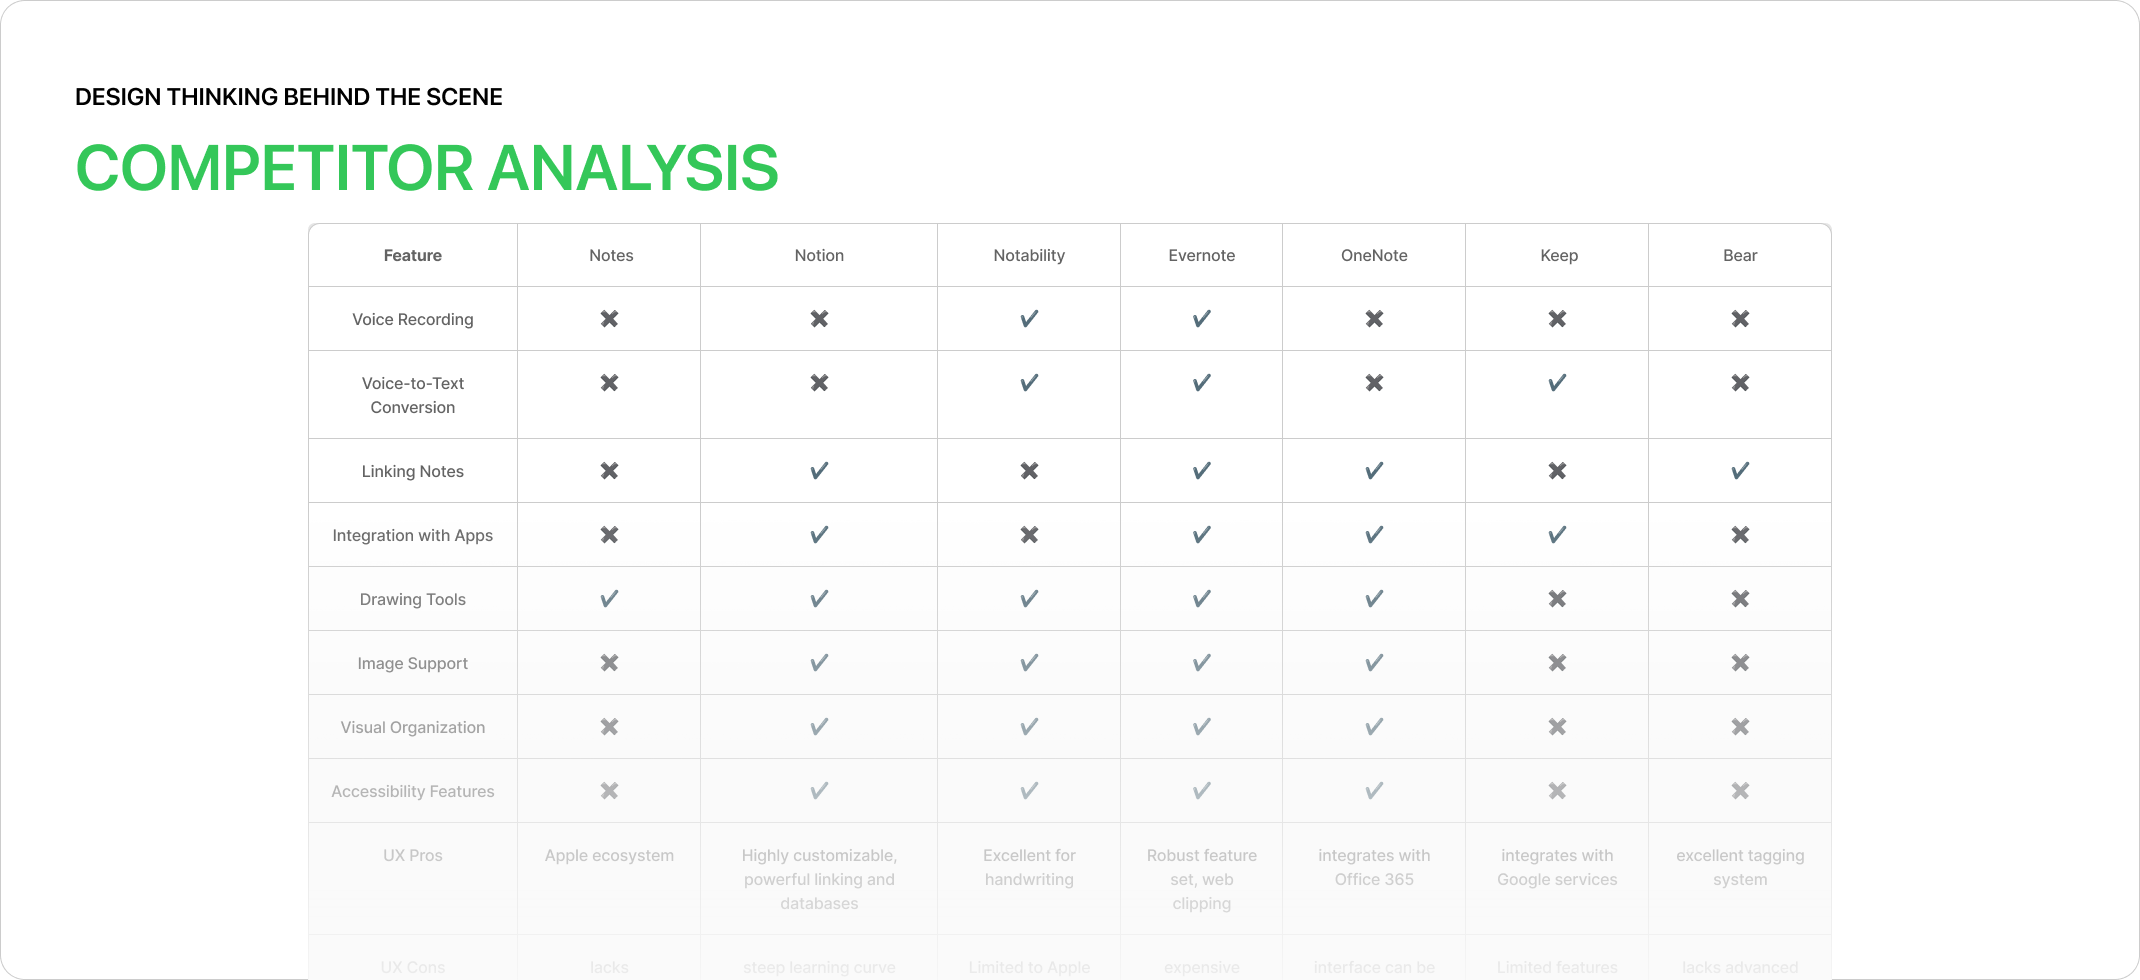 DESIGN THINKING BEHIND THE SCENE
COMPETITOR ANALYSIS
Feature Notes Notion Notability Evernote OneNote Keep Bear
Voice Recording ✖ ✖ ✔ ✔ ✖ ✖ ✖
Voice-to-Text ✖ ✖ ✔ ✔ ✖ ✔ ✖
Conversion
Linking Notes ✖ ✔ ✖ ✔ ✔ ✖ ✔
Integration with Apps ✖ ✔ ✖ ✔ ✔ ✔ ✖
Drawing Tools ✔ ✔ ✔ ✔ ✔ ✖ ✖
Image Support ✖ ✔ ✔ ✔ ✔ ✖ ✖
Visual Organization ✖ ✔ ✔ ✔ ✔ ✖ ✖
Accessibility Features ✖ ✔ ✔ ✔ ✔ ✖ ✖
UX Pros Apple ecosystem Highly customizable, Excellent for Robust feature integrates with integrates with excellent tagging
powerful linking and handwriting set, web Office 365 Google services system
databases clipping
UX Cons lacks steep learning curve Limited to Apple expensive interface can be Limited features lacks advanced